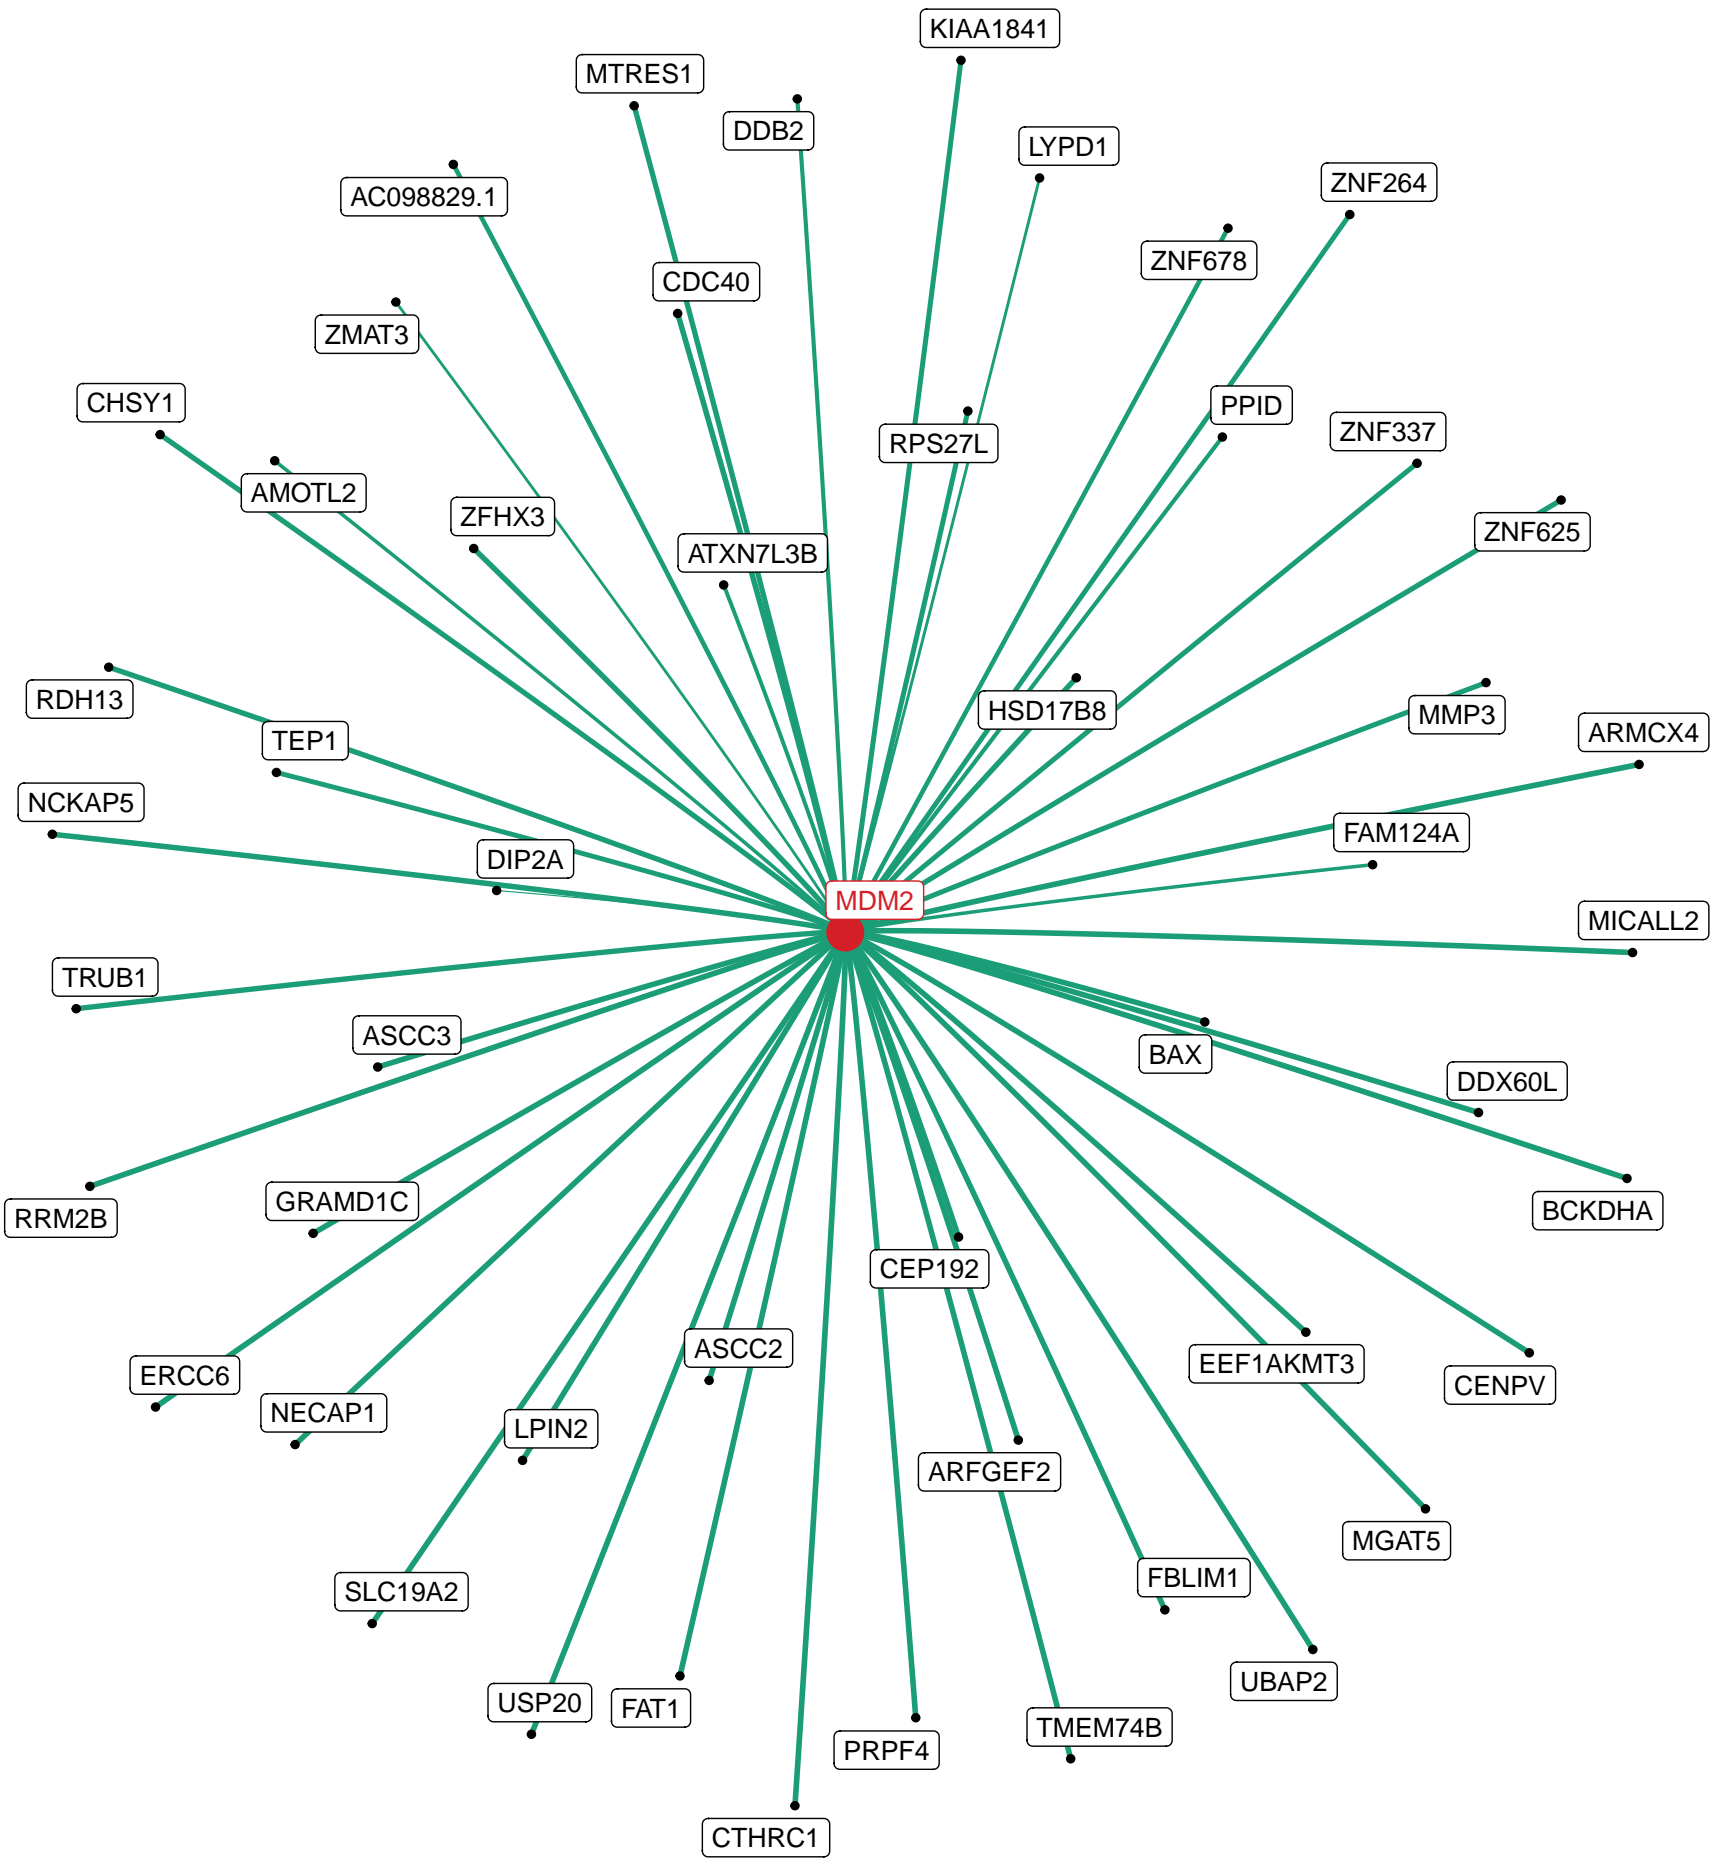 KIAA1841
MTRES1
DDB2
LYPD1
ZNF264
AC098829.1
ZNF678
CDC40
ZMAT3
CHSY1
PPID
ZNF337
RPS27L
AMOTL2
ZFHX3
ZNF625
ATXN7L3B
RDH13
HSD17B8
MMP3
ARMCX4
TEP1
NCKAP5
FAM124A
DIP2A
MDM2
MICALL2
TRUB1
ASCC3
BAX
DDX60L
GRAMD1C
BCKDHA
RRM2B
CEP192
ASCC2
EEF1AKMT3
ERCC6
CENPV
NECAP1
LPIN2
ARFGEF2
MGAT5
FBLIM1
SLC19A2
UBAP2
USP20
FAT1
TMEM74B
PRPF4
CTHRC1